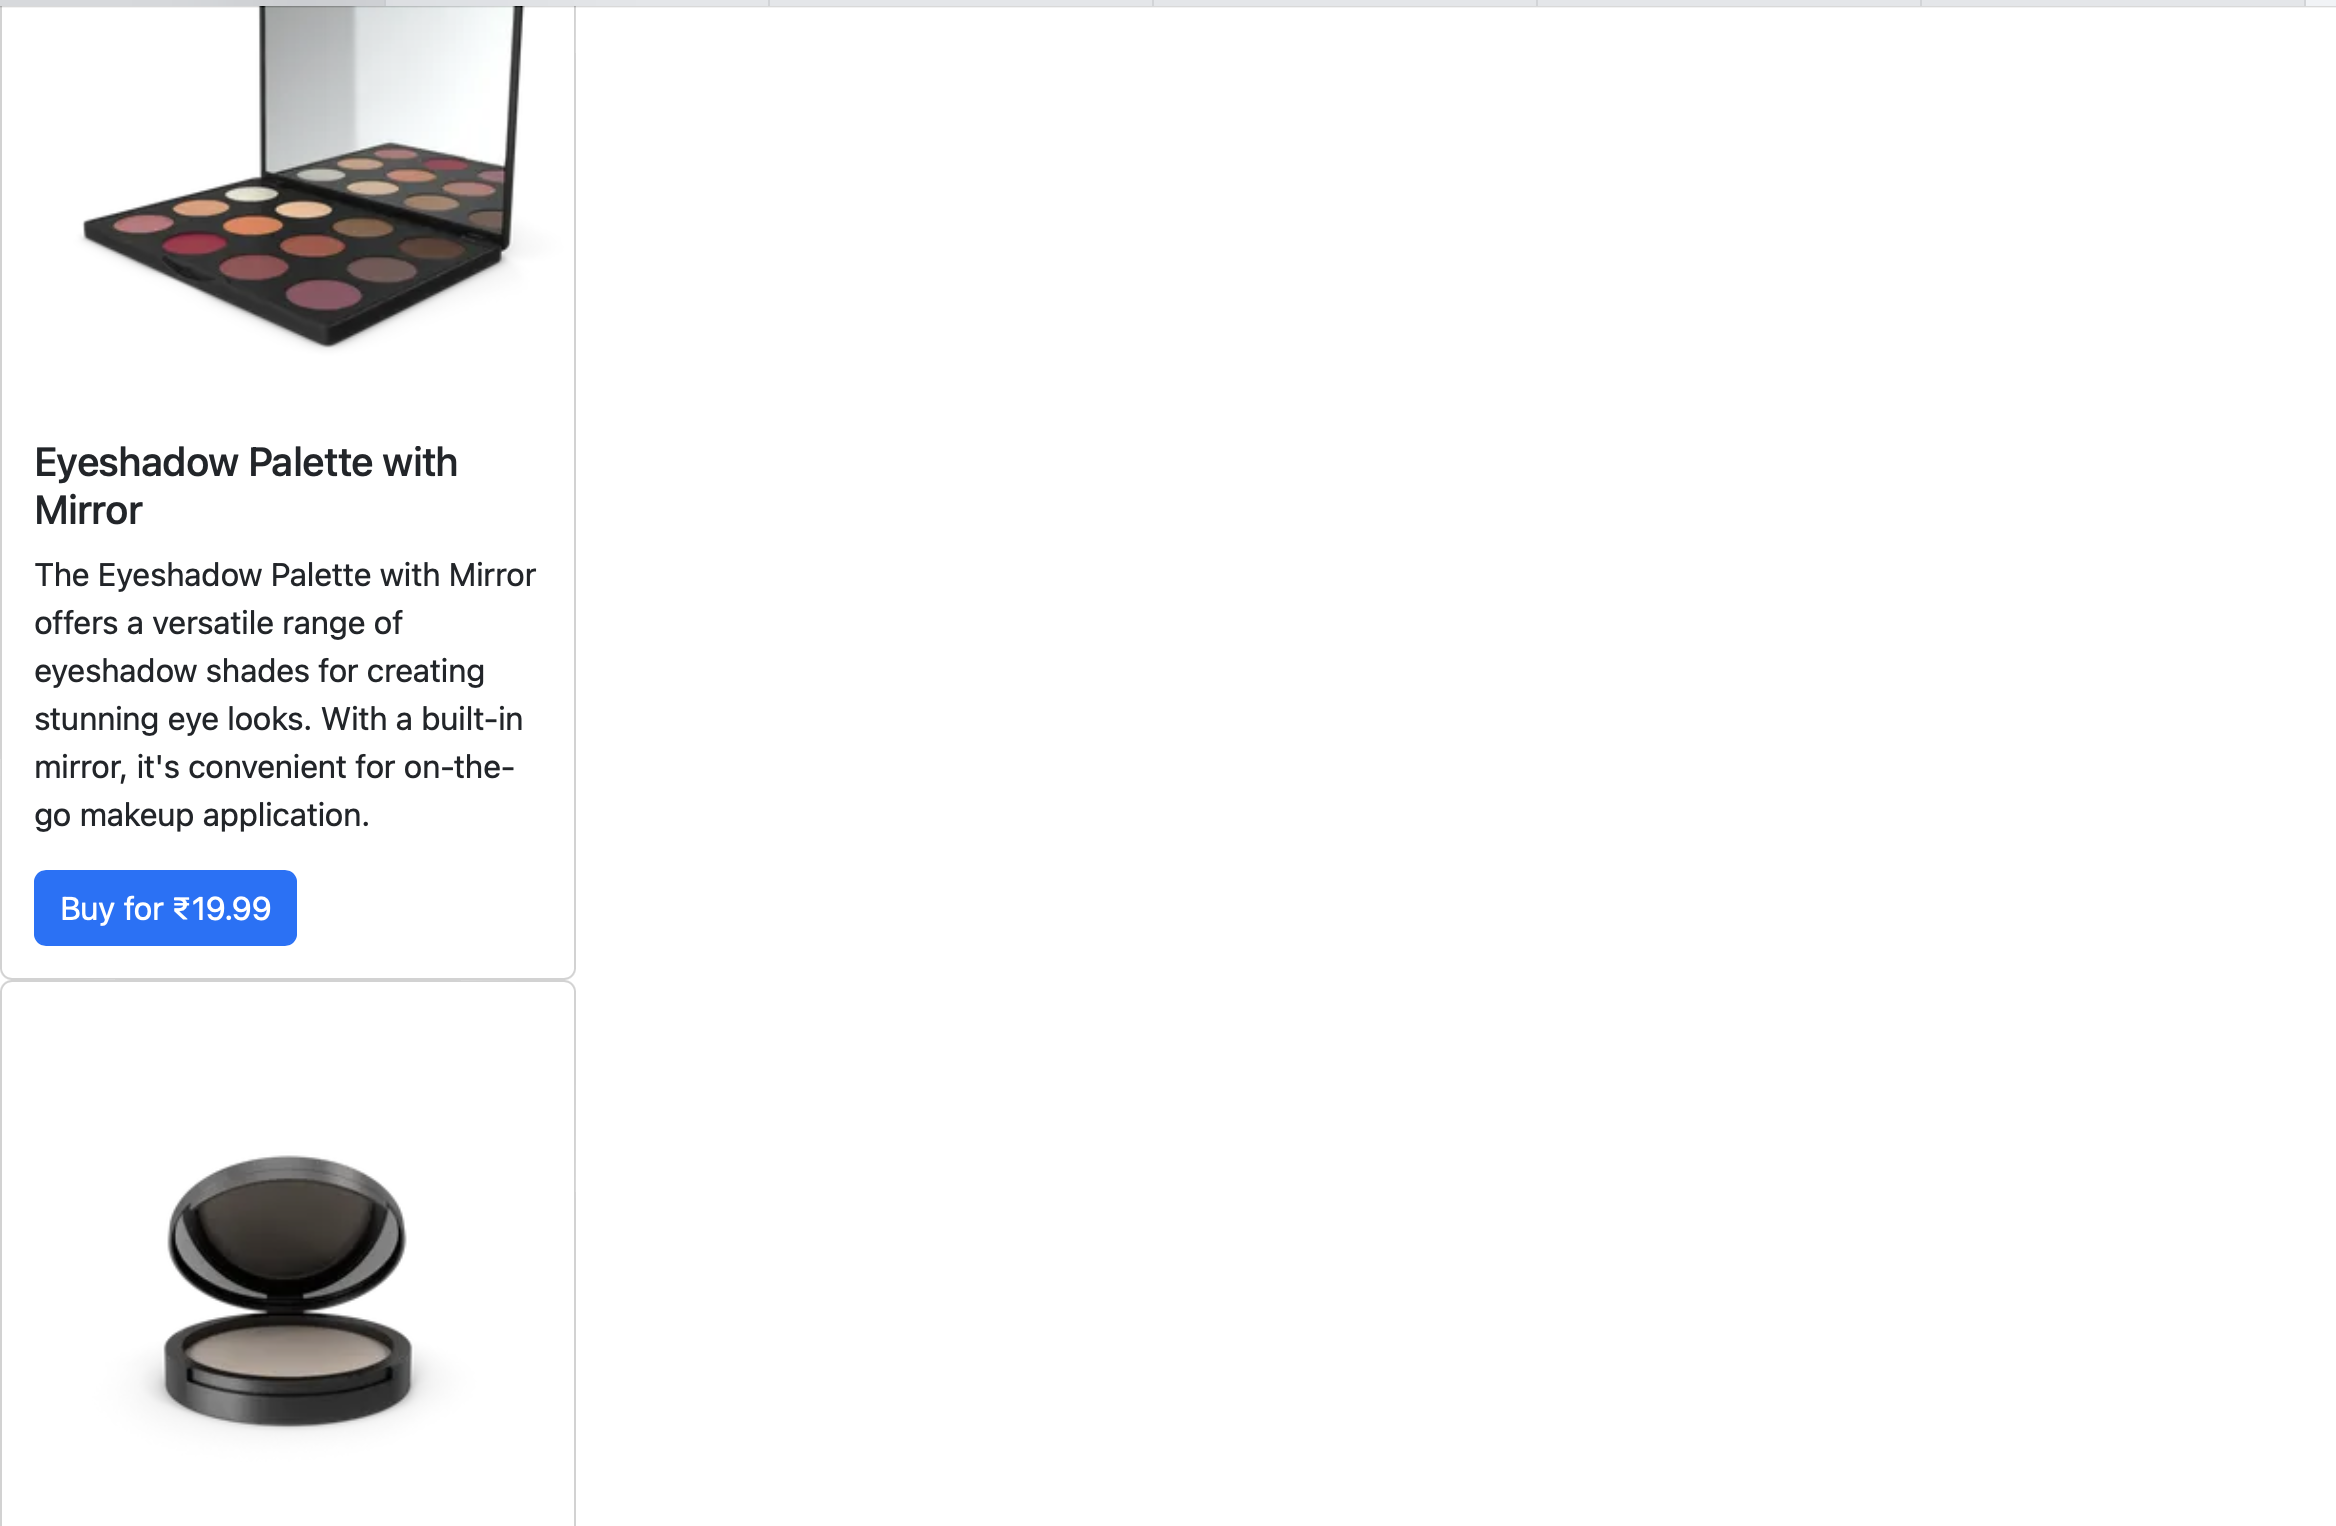 Eyeshadow Palette with
Mirror
The Eyeshadow Palette with Mirror
offers a versatile range of
eyeshadow shades for creating
stunning eye looks. With a built-in
mirror, it's convenient for on-the-
go makeup application.
Buy for ₹19.99